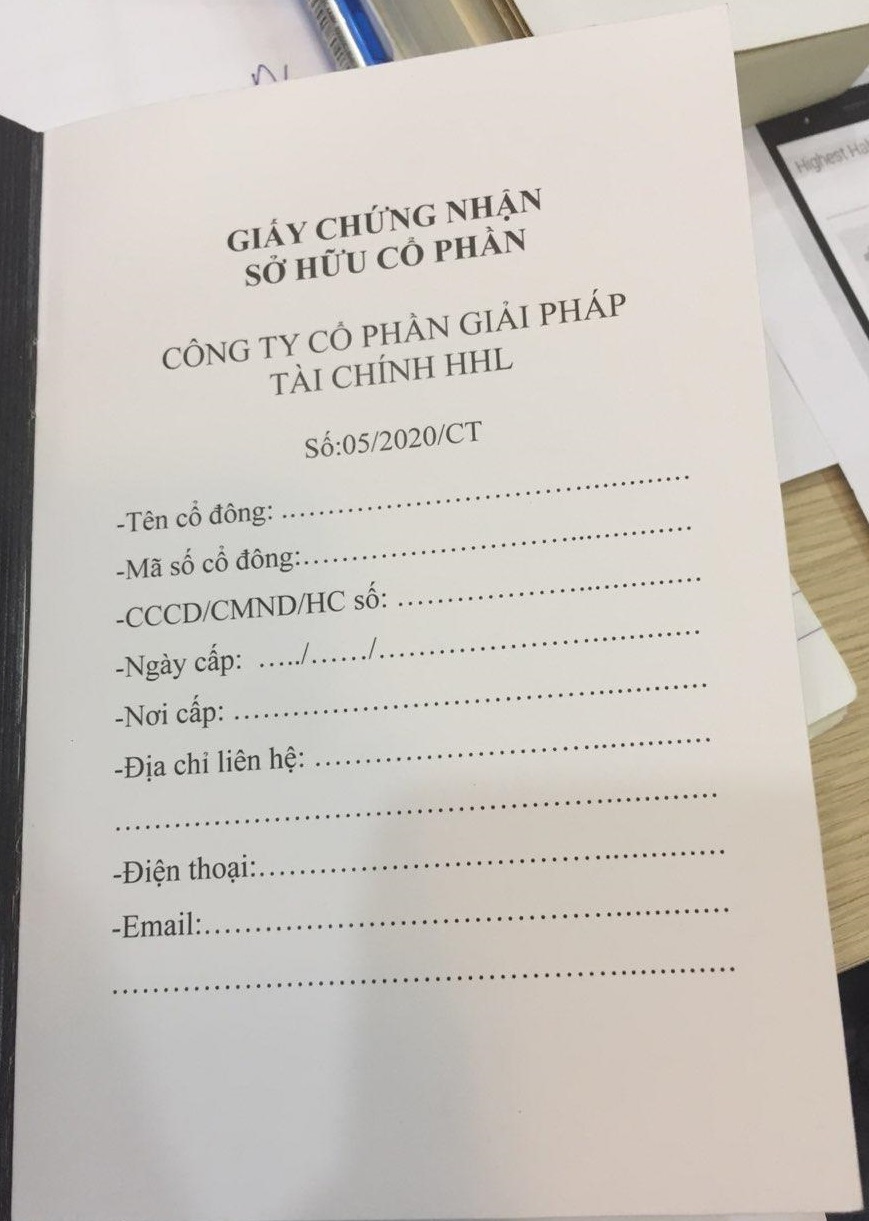 GIẤY CHỨNG NHẬN
SỞ HỮU CỔ PHẦN
CÔNG TY CỔ PHẦN GIẢI PHÁP
TÀI CHÍNH HHL
Số:05/2020/CT
-Tên cổ đông: ..........................................
-Mã số cổ đông:..........................................
-CCCD/CMND/HC số: ................................
-Ngày cấp: ...../....../..................................
-Nơi cấp: ..................................................
-Địa chỉ liên hệ: ..........................................
................................................................
-Điện thoại:................................................
-Email:......................................................
................................................................
Highest